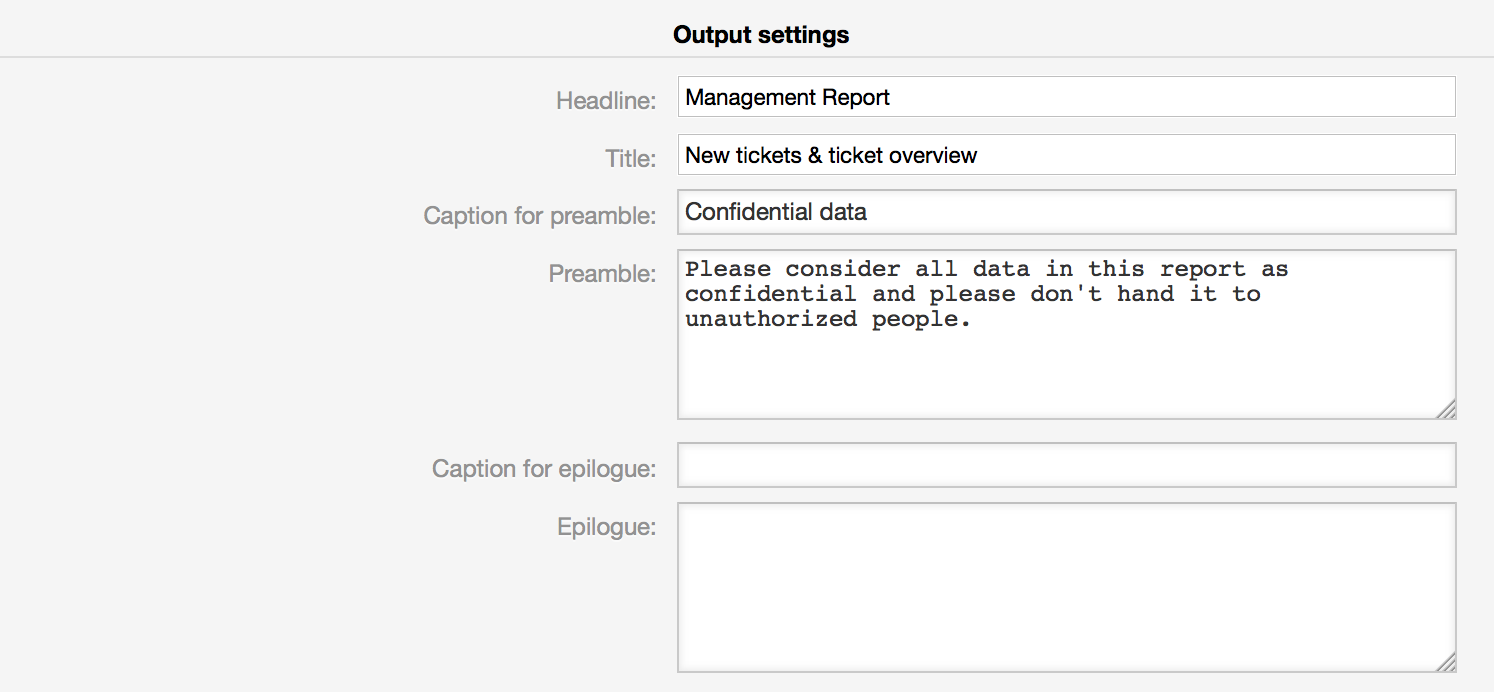 Output settings
Headline: Management Report
Title: New tickets & ticket overview
Caption for preamble: Confidential data
Preamble: Please consider all data in this report as
confidential and please don't hand it to
unauthorized people.
Caption for epilogue:
Epilogue: